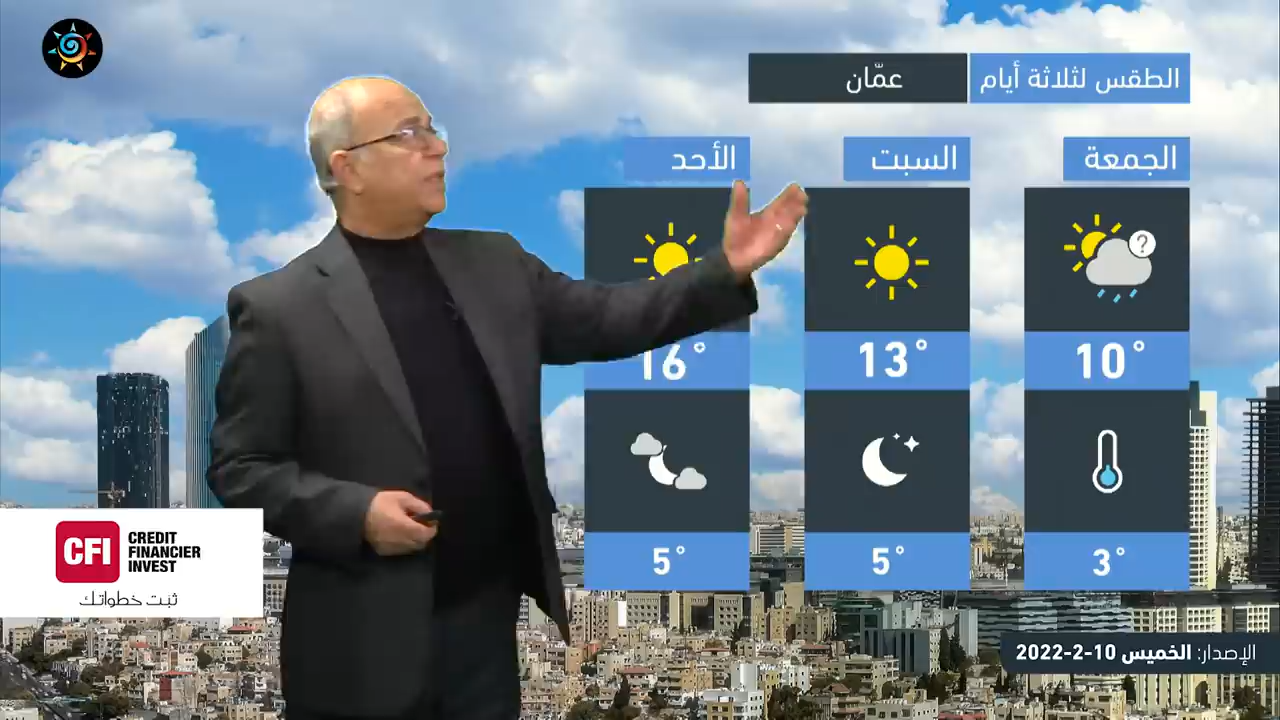 الطقس لثلاثة أيام
عمّان
الجمعة
السبت
الأحد
?
10°
13°
16°
3°
5°
5°
CFI
CREDIT
FINANCIER
INVEST
ثبّت خطواتك
الإصدار: الخميس 10-2-2022